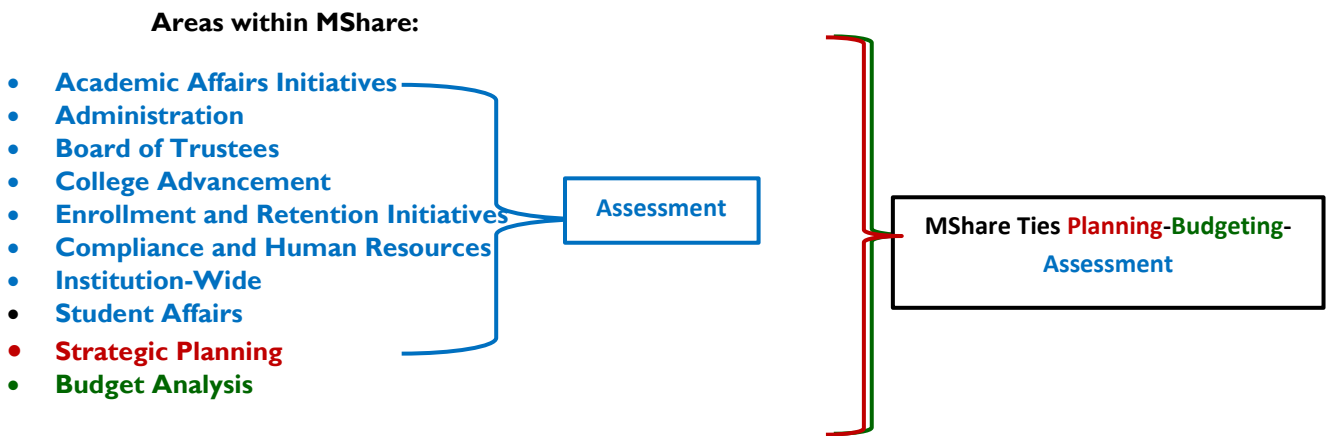 Areas within MShare:
• Academic Affairs Initiatives
• Administration
• Board of Trustees
• College Advancement
• Enrollment and Retention Initiatives
• Compliance and Human Resources
• Institution-Wide
• Student Affairs
• Strategic Planning
• Budget Analysis
Assessment
MShare Ties Planning-Budgeting-
Assessment